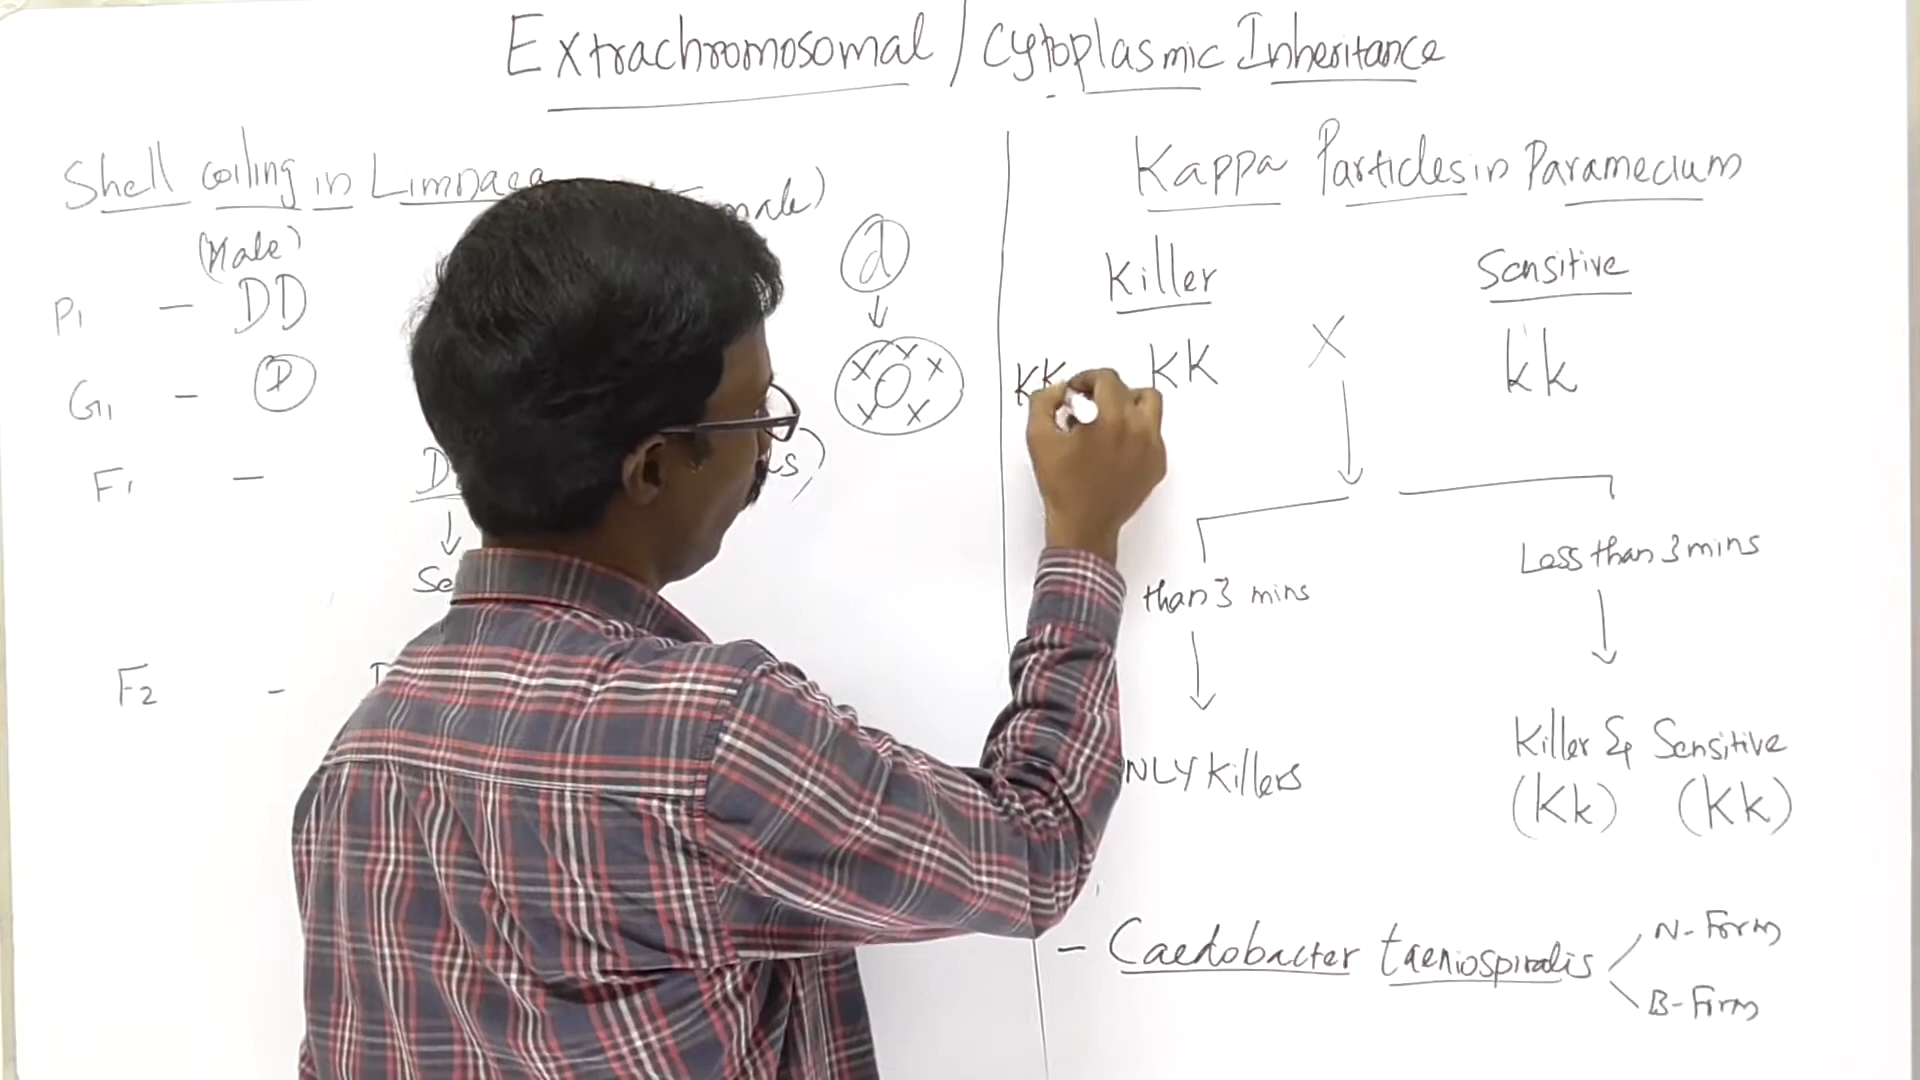 Extrachromosomal / Cytoplasmic Inheritance
Shell coiling in Limnaea
(Male)
P1 - DD
d
G1 - D
F1 -
F2 -
Kappa Particles in Paramecium
Killer Sensitive
KK KK X kk
than 3 mins Less than 3 mins
NLY Killers Killer & Sensitive
(Kk) (Kk)
- Caedobacter taeniospiralis
N-Form
B-Form